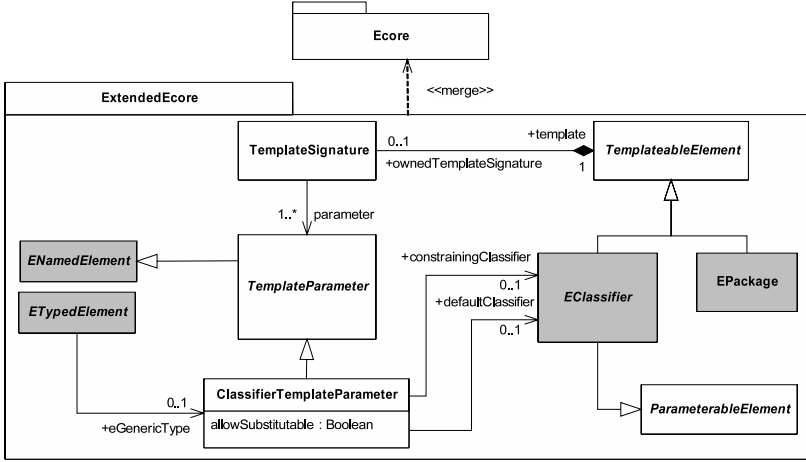 Ecore
ExtendedEcore
<<merge>>
TemplateSignature
0..1
+ownedTemplateSignature
+template
1
TemplateableElement
1..*
parameter
ENamedElement
TemplateParameter
+constrainingClassifier
0..1
EClassifier
EPackage
ETypedElement
+defaultClassifier
0..1
0..1
+eGenericType
ClassifierTemplateParameter
allowSubstitutable : Boolean
ParameterableElement